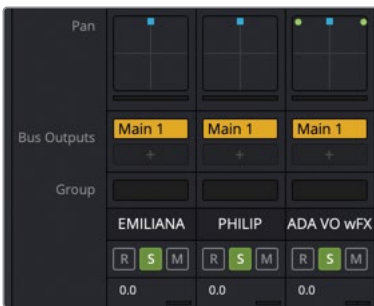 Pan
Bus Outputs Main 1 Main 1 Main 1
+ + +
Group
EMILIANA PHILIP ADA VO wFX
R S M R S M R S M
0.0 0.0 0.0